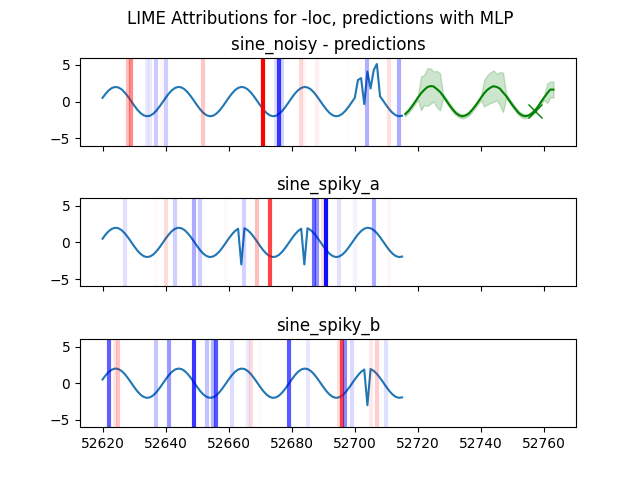 LIME Attributions for -loc, predictions with MLP
sine_noisy - predictions
5
0
−5
sine_spiky_a
5
0
−5
sine_spiky_b
5
0
−5
52620 52640 52660 52680 52700 52720 52740 52760